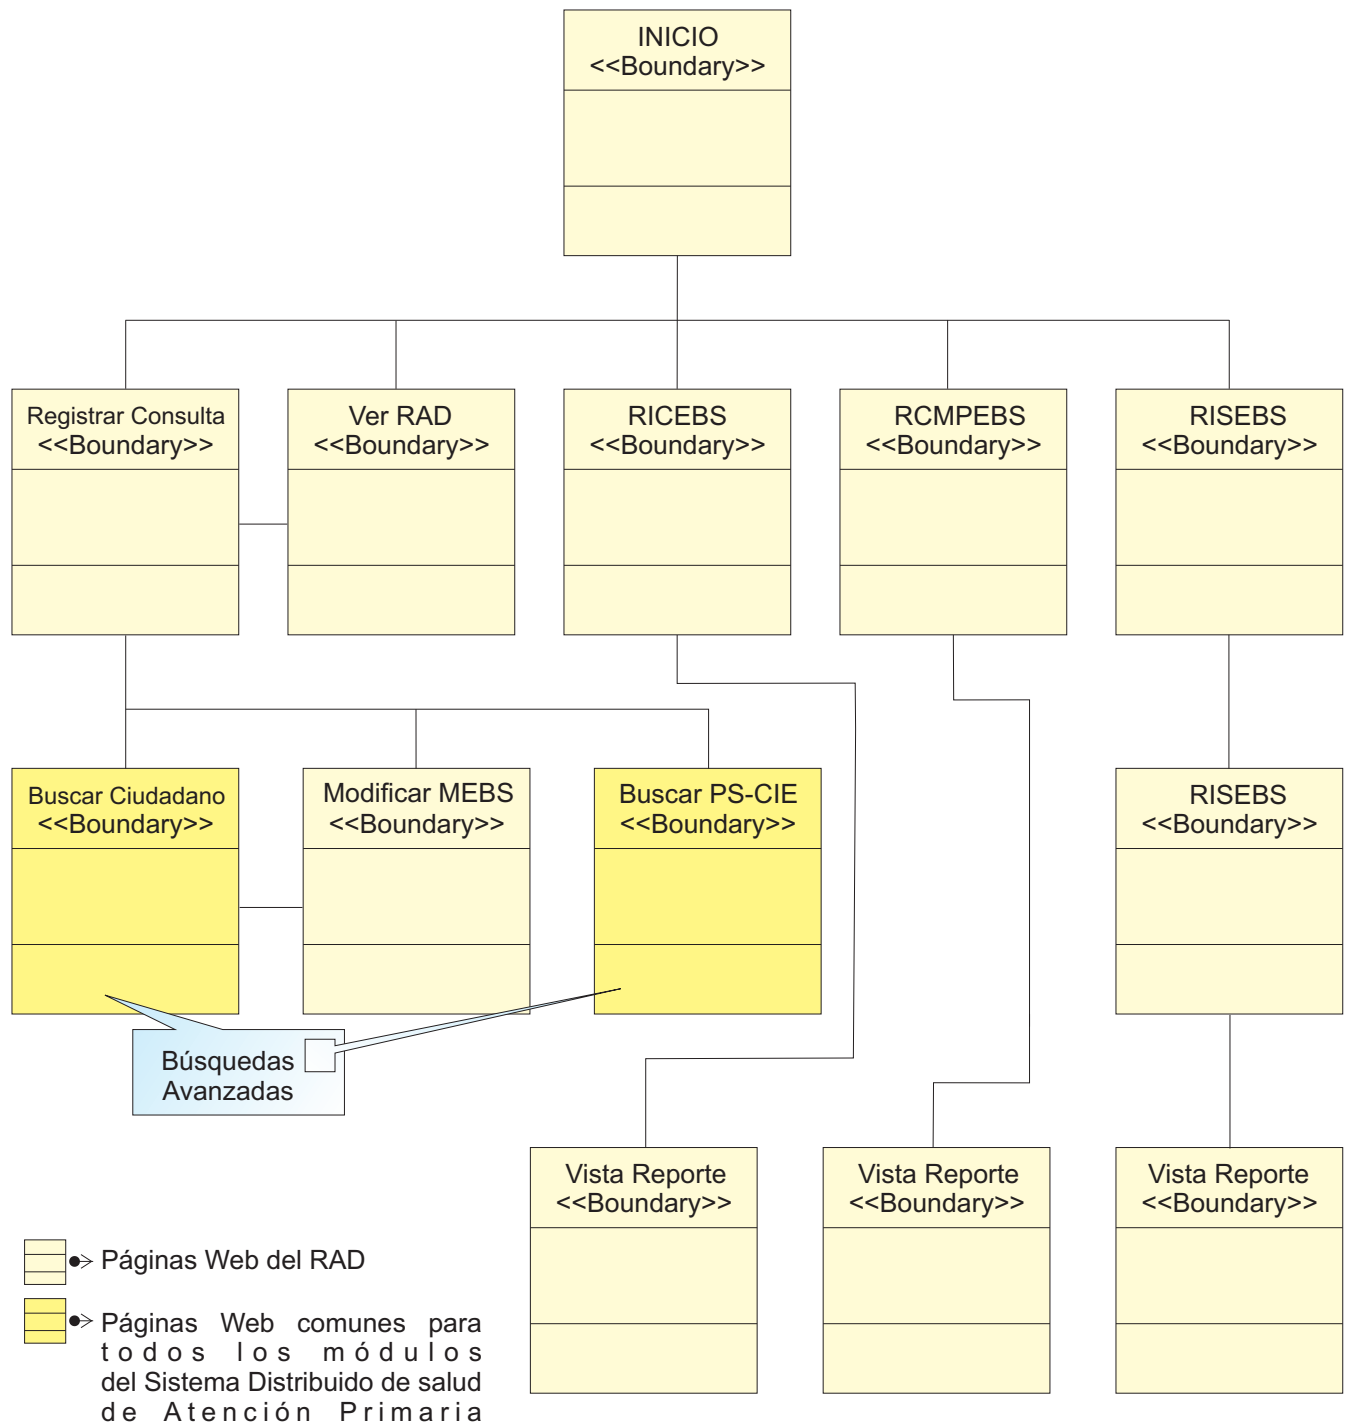 INICIO
<<Boundary>>
Registrar Consulta
<<Boundary>>
Ver RAD
<<Boundary>>
RICEBS
<<Boundary>>
RCMPEBS
<<Boundary>>
RISEBS
<<Boundary>>
Buscar Ciudadano
<<Boundary>>
Modificar MEBS
<<Boundary>>
Buscar PS-CIE
<<Boundary>>
RISEBS
<<Boundary>>
Búsquedas
Avanzadas
Vista Reporte
<<Boundary>>
Vista Reporte
<<Boundary>>
Vista Reporte
<<Boundary>>
Páginas Web del RAD
Páginas Web comunes para
todos los módulos
del Sistema Distribuido de salud
de Atención Primaria